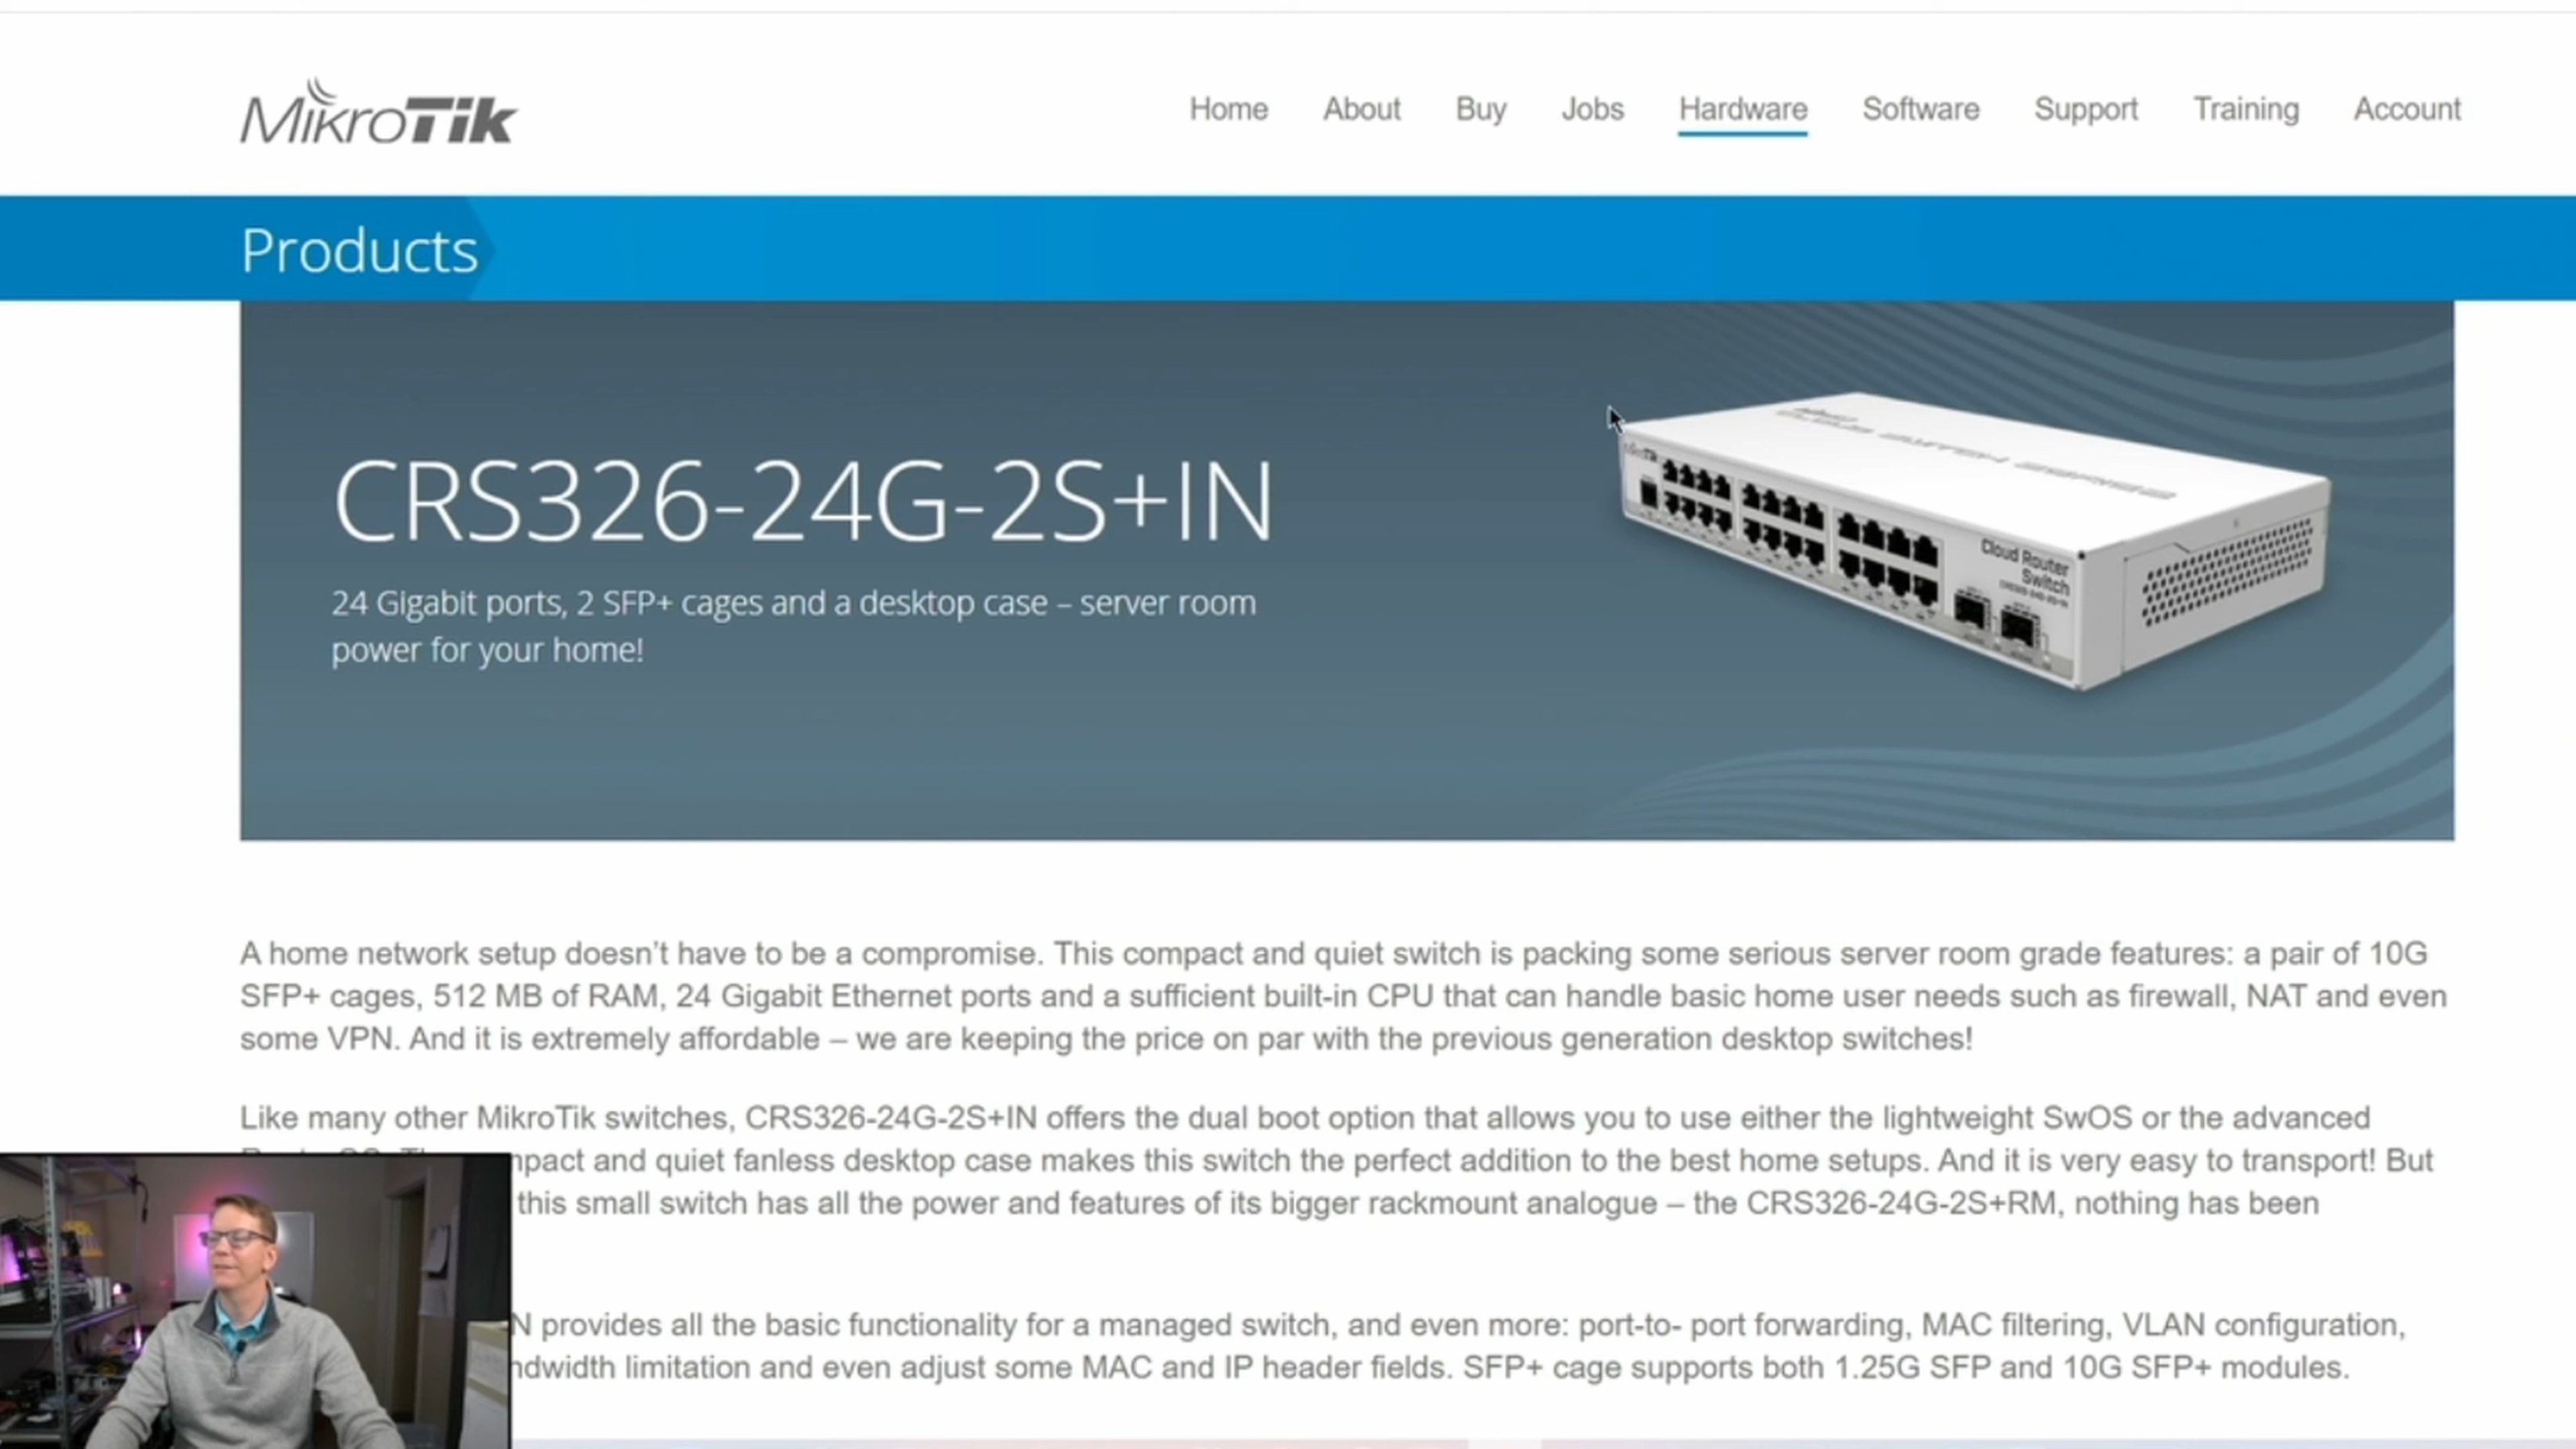 MikroTik
Home About Buy Jobs Hardware Software Support Training Account
Products
CRS326-24G-2S+IN
24 Gigabit ports, 2 SFP+ cages and a desktop case – server room
power for your home!
Cloud Router
Switch
A home network setup doesn’t have to be a compromise. This compact and quiet switch is packing some serious server room grade features: a pair of 10G
SFP+ cages, 512 MB of RAM, 24 Gigabit Ethernet ports and a sufficient built-in CPU that can handle basic home user needs such as firewall, NAT and even
some VPN. And it is extremely affordable – we are keeping the price on par with the previous generation desktop switches!
Like many other MikroTik switches, CRS326-24G-2S+IN offers the dual boot option that allows you to use either the lightweight SwOS or the advanced
mpact and quiet fanless desktop case makes this switch the perfect addition to the best home setups. And it is very easy to transport! But
this small switch has all the power and features of its bigger rackmount analogue – the CRS326-24G-2S+RM, nothing has been
N provides all the basic functionality for a managed switch, and even more: port-to- port forwarding, MAC filtering, VLAN configuration,
ndwidth limitation and even adjust some MAC and IP header fields. SFP+ cage supports both 1.25G SFP and 10G SFP+ modules.